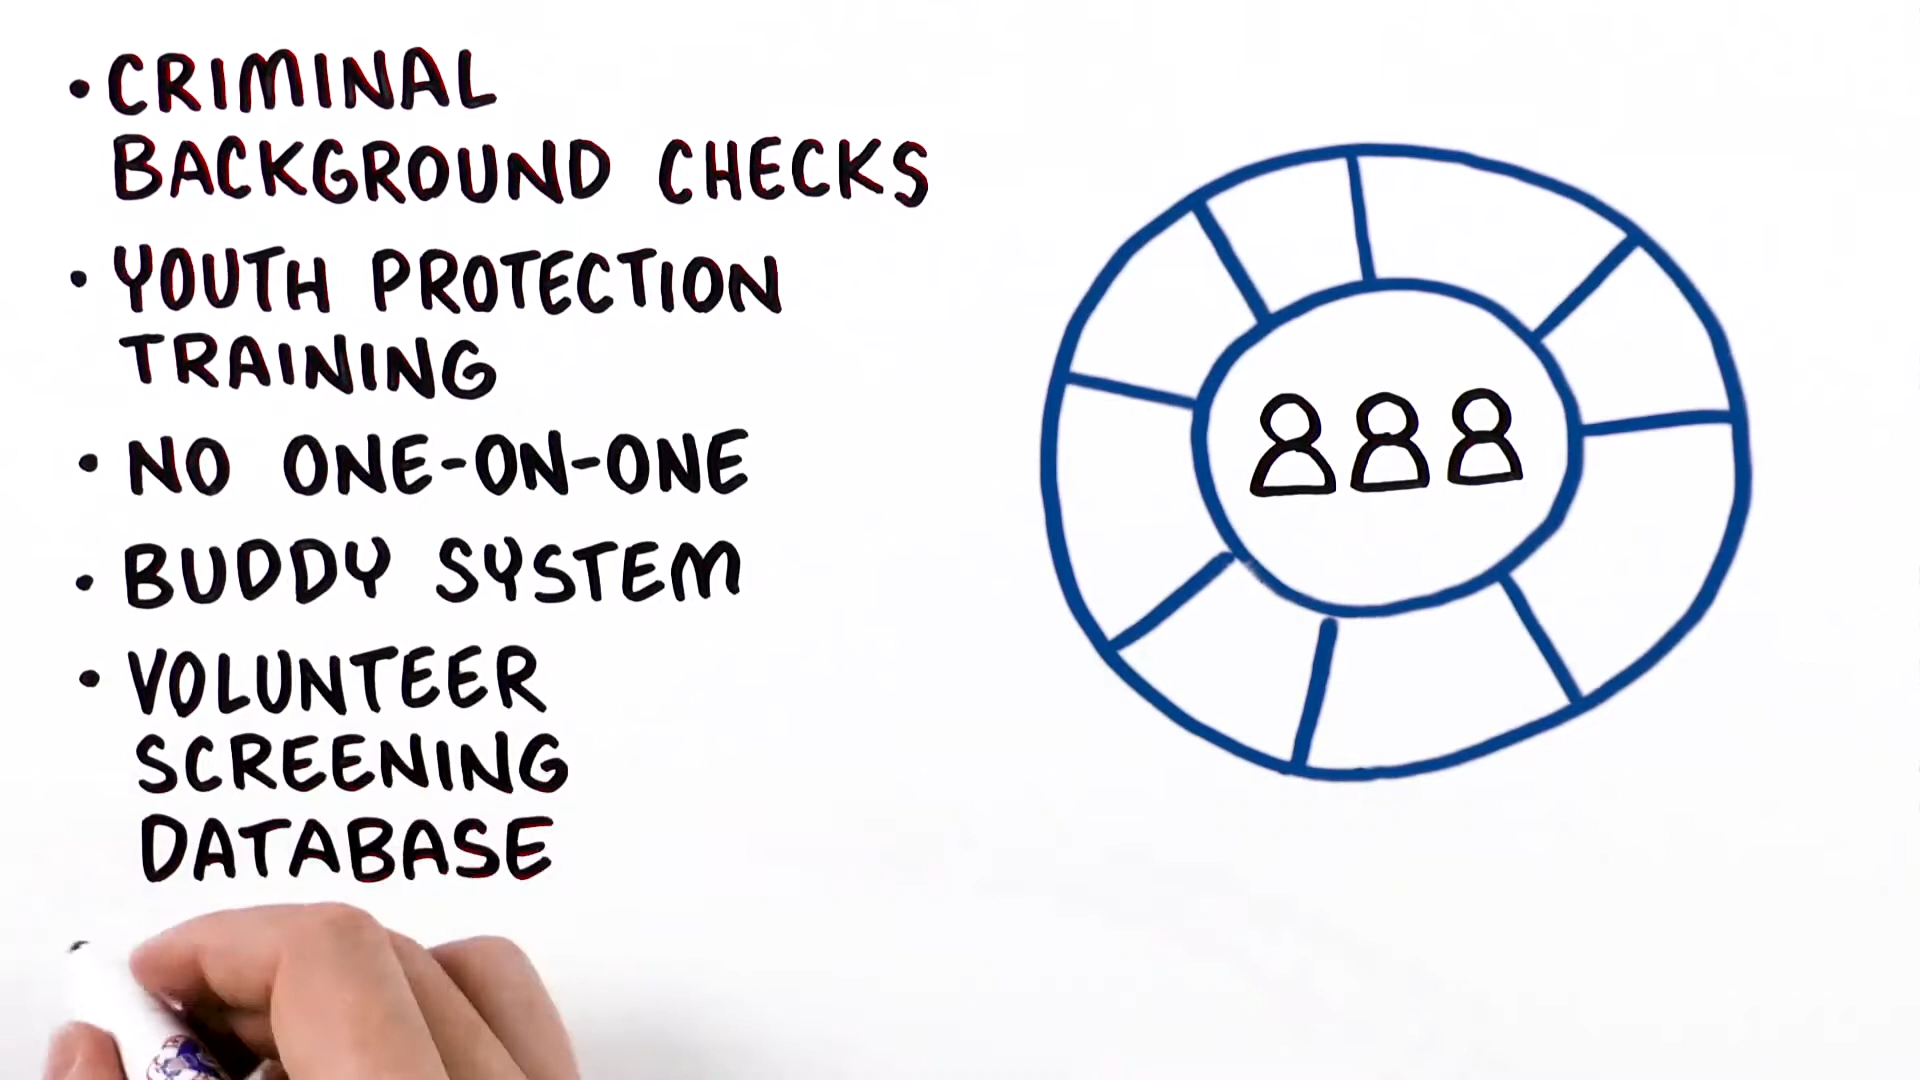 • CRIMINAL
BACKGROUND CHECKS
• YOUTH PROTECTION
TRAINING
• NO ONE-ON-ONE
• BUDDY SYSTEM
• VOLUNTEER
SCREENING
DATABASE